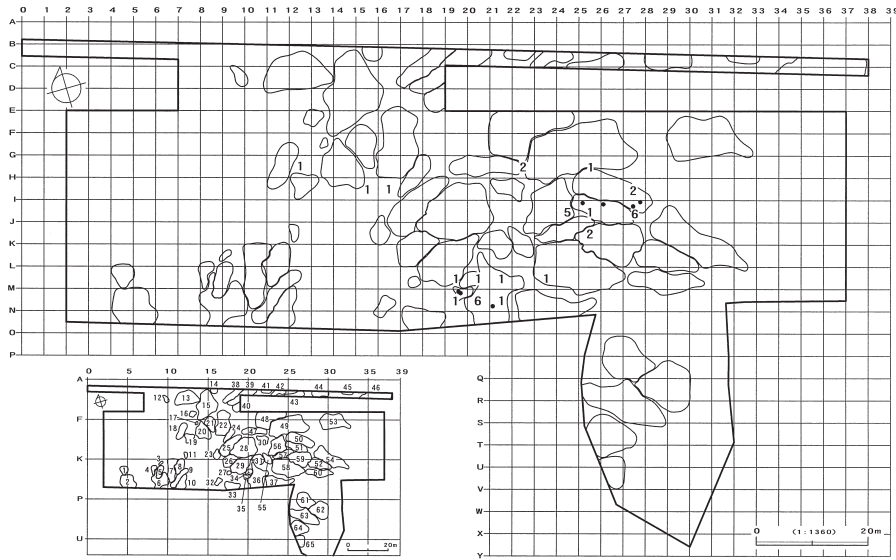 0 1 2 3 4 5 6 7 8 9 10 11 12 13 14 15 16 17 18 19 20 21 22 23 24 25 26 27 28 29 30 31 32 33 34 35 36 37 38 39
A
B
C
D
E
F
G
2 1
1
H
1 1 2
I
5 1 6
J
2
K
L
1 1 1 1
M
1 6 1
N
O
P
Q
R
S
T
U
V
W
X
Y
0 (1:1360) 20m
0 5 10 15 20 25 30 36 39
A
14 38 39 41 42 44 45 46
12 13 15 40 43
16
F
17 21 48 53
18 20 22 24 47 49
19 30 56 50
11 23 25 28 51
K
3 26 31 57 59 54
1 4 8 29 58 52
5 7 9 27 60
2 6 10 32 34 36 37
33
35 55
P
61
63 62
64
U
65
0 20m